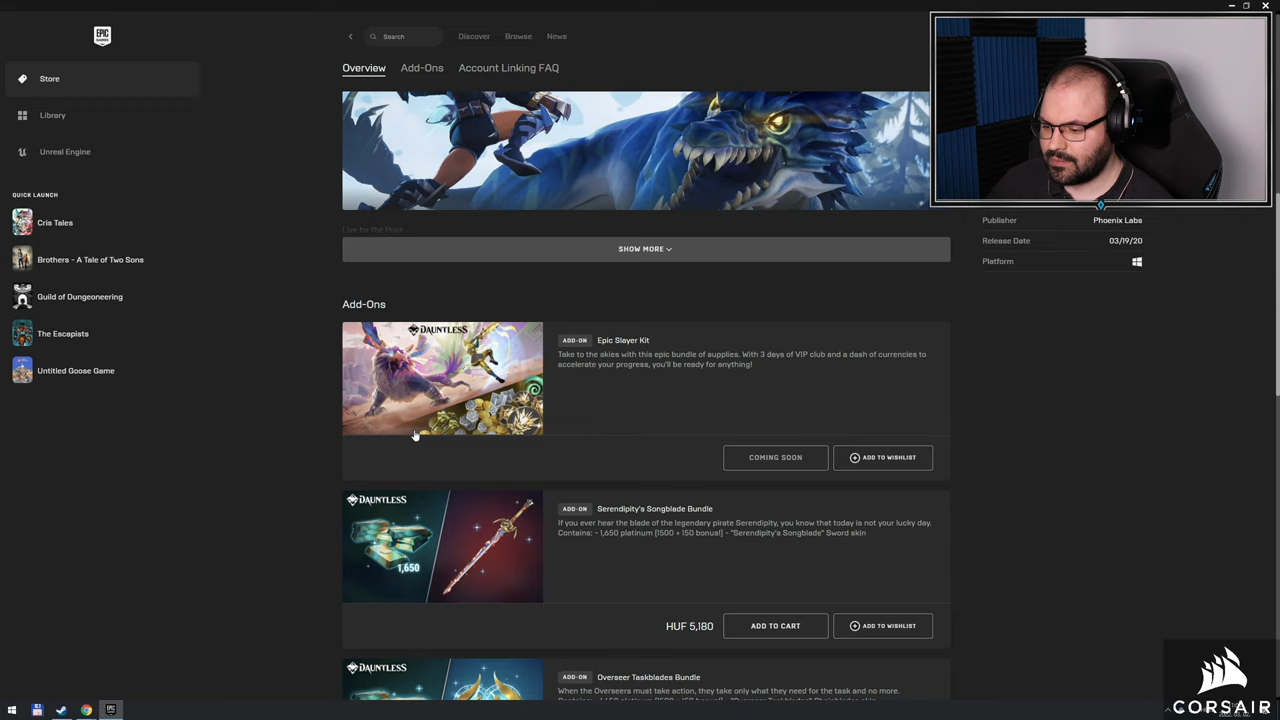 EPIC GAMES
Search
Discover
Browse
News
Store
Overview
Add-Ons
Account Linking FAQ
Library
Unreal Engine
QUICK LAUNCH
Cris Tales
Brothers - A Tale of Two Sons
Guild of Dungeoneering
The Escapists
Untitled Goose Game
Live for the Hunt
SHOW MORE
Publisher
Phoenix Labs
Release Date
03/19/20
Platform
Add-Ons
DAUNTLESS
ADD-ON
Epic Slayer Kit
Take to the skies with this epic bundle of supplies. With 3 days of VIP club and a dash of currencies to
accelerate your progress, you'll be ready for anything!
COMING SOON
ADD TO WISHLIST
DAUNTLESS
1,650
ADD-ON
Serendipity's Songblade Bundle
If you ever hear the blade of the legendary pirate Serendipity, you know that today is not your lucky day.
Contains: - 1,650 platinum [1500 + 150 bonus!] - "Serendipity's Songblade" Sword skin
HUF 5,180
ADD TO CART
ADD TO WISHLIST
DAUNTLESS
ADD-ON
Overseer Taskblades Bundle
When the Overseers must take action, they take only what they need for the task and no more.
CORSAIR